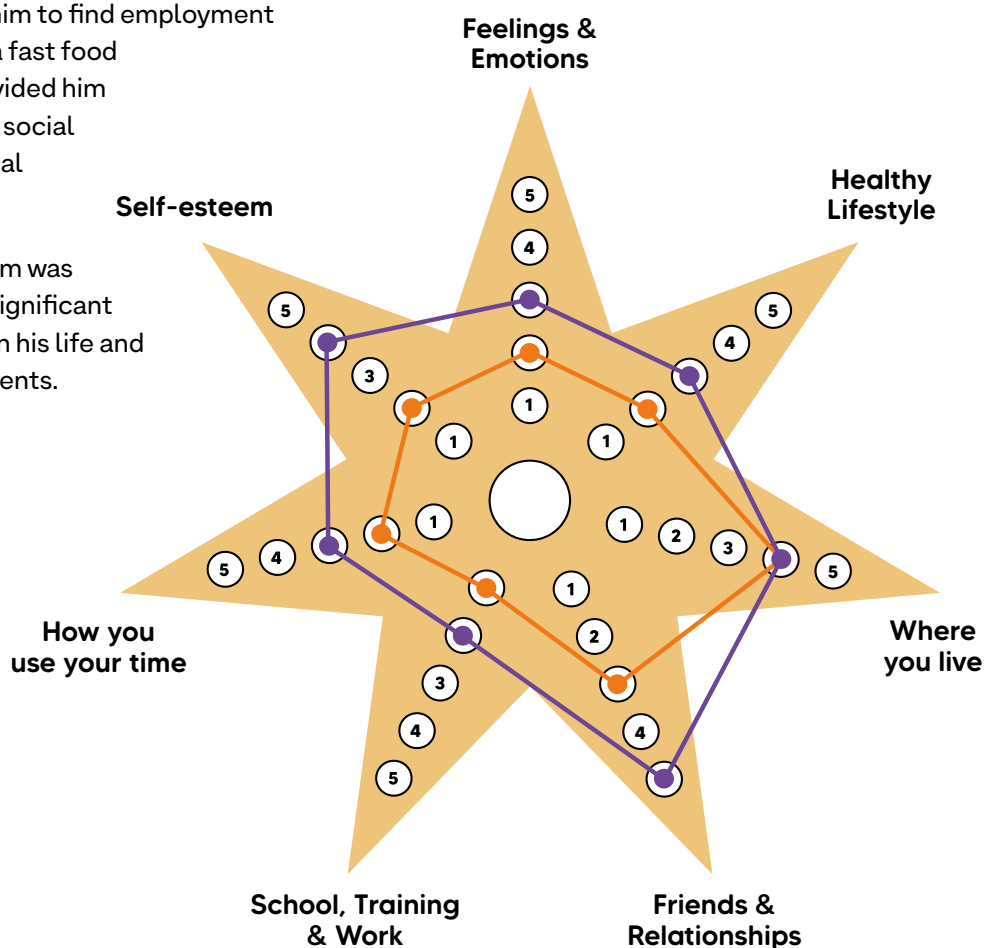 him to find employment
a fast food
vided him
social
al
m was
ignificant
n his life and
ents.
Feelings &
Emotions
Healthy
Lifestyle
Self-esteem
5
4
1
5
4
1
5
3
1
1
2
3
5
1
4
5
1
2
4
1
3
4
5
How you
use your time
Where
you live
School, Training
& Work
Friends &
Relationships